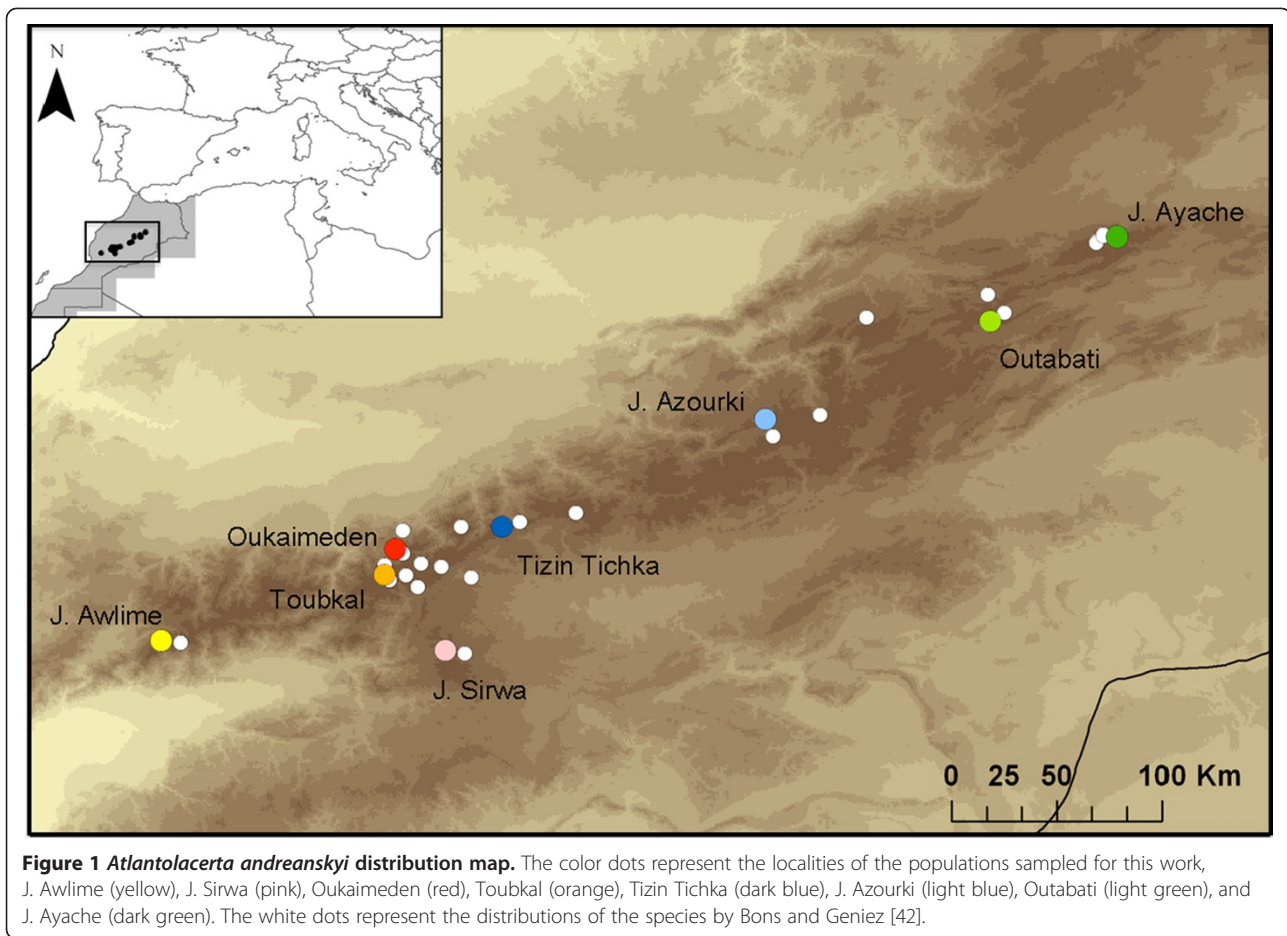 N
J. Ayache
Outabati
J. Azourki
Oukaimeden
Tizin Tichka
Toubkal
J. Awlime
J. Sirwa
0 25 50 100 Km
Figure 1 Atlantolacerta andreanskyi distribution map. The color dots represent the localities of the populations sampled for this work,
J. Awlime (yellow), J. Sirwa (pink), Oukaimeden (red), Toubkal (orange), Tizin Tichka (dark blue), J. Azourki (light blue), Outabati (light green), and
J. Ayache (dark green). The white dots represent the distributions of the species by Bons and Geniez [42].